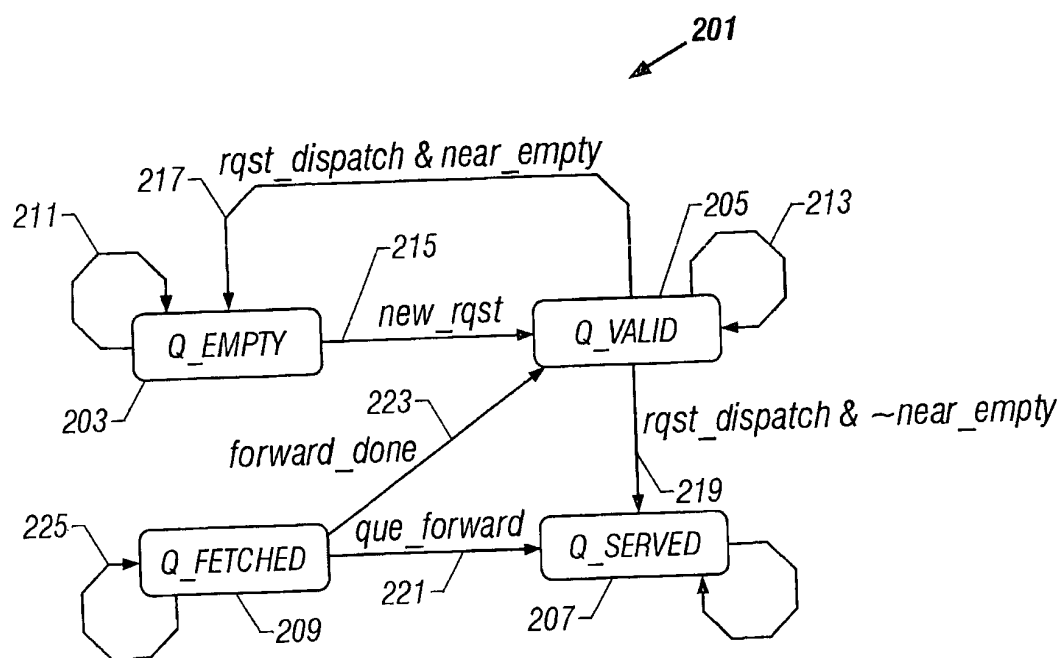 201
rqst_dispatch & near_empty
217
205
213
211
215
new_rqst
Q_EMPTY
Q_VALID
203
223
rqst_dispatch & ~near_empty
forward_done
219
225
que_forward
Q_FETCHED
Q_SERVED
221
209
207